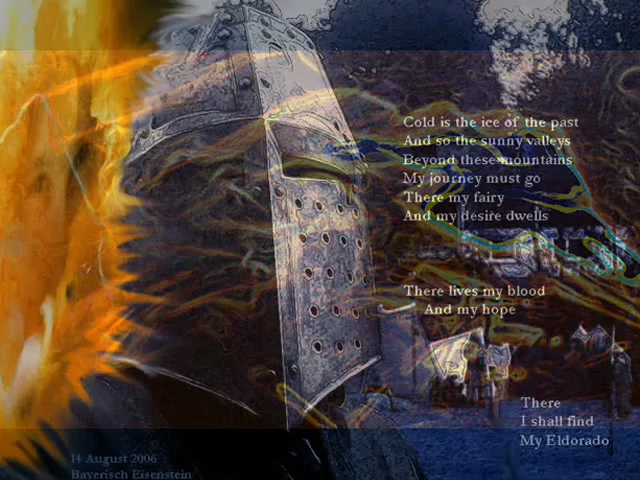 Cold is the ice of the past
And so the sunny valleys
Beyond these mountains
My journey must go
There my fairy
And my desire dwells
There lives my blood
And my hope
There
I shall find
My Eldorado
14 August 2006
Bayerisch Eisenstein